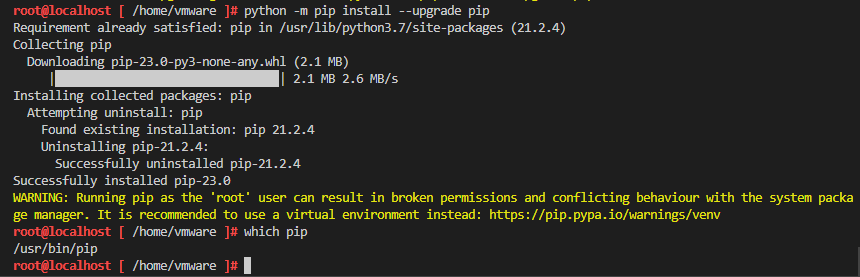 root@localhost [ /home/vmware ]# python -m pip install --upgrade pip
Requirement already satisfied: pip in /usr/lib/python3.7/site-packages (21.2.4)
Collecting pip
  Downloading pip-23.0-py3-none-any.whl (2.1 MB)
     |████████████████████████████████| 2.1 MB 2.6 MB/s
Installing collected packages: pip
  Attempting uninstall: pip
    Found existing installation: pip 21.2.4
    Uninstalling pip-21.2.4:
      Successfully uninstalled pip-21.2.4
Successfully installed pip-23.0
WARNING: Running pip as the 'root' user can result in broken permissions and conflicting behaviour with the system packa
ge manager. It is recommended to use a virtual environment instead: https://pip.pypa.io/warnings/venv
root@localhost [ /home/vmware ]# which pip
/usr/bin/pip
root@localhost [ /home/vmware ]#